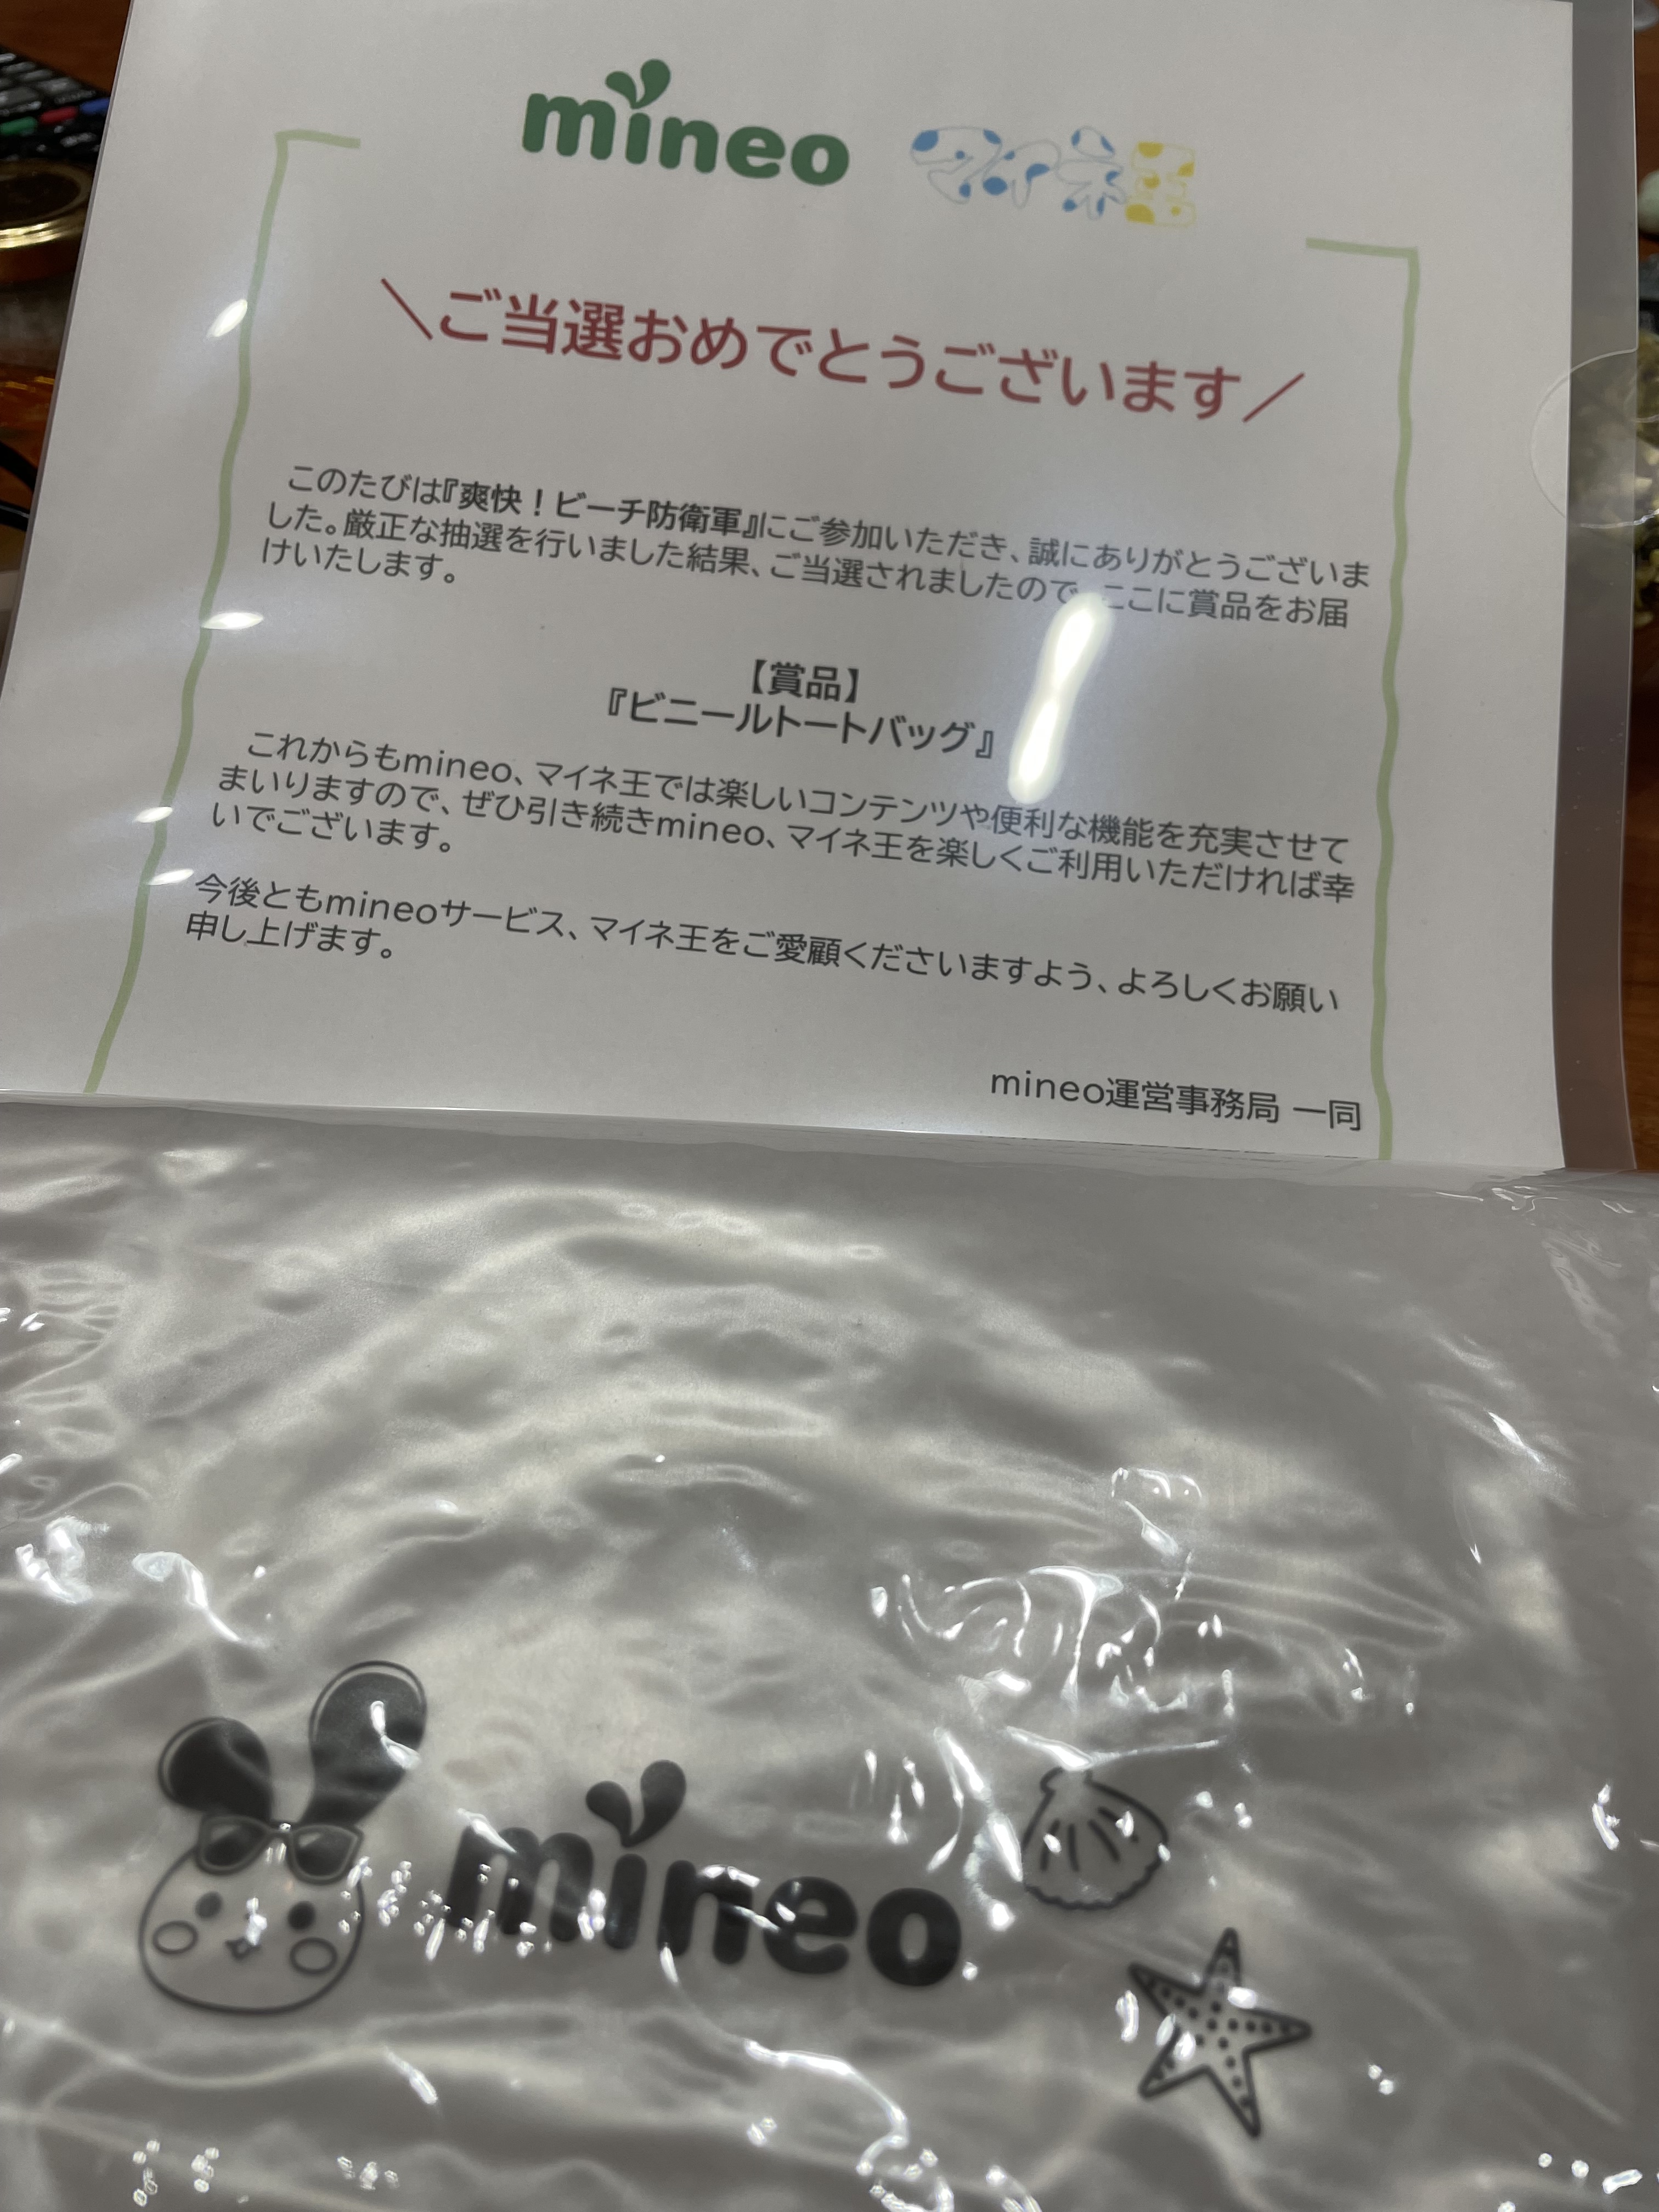 mineo マイネ王
＼ご当選おめでとうございます／
このたびは『爽快！ビーチ防衛軍』にご参加いただき、誠にありがとうございま
した。厳正な抽選を行いました結果、ご当選されましたので、ここに賞品をお届
けいたします。
【賞品】
『ビニールトートバッグ』
これからもmineo、マイネ王では楽しいコンテンツや便利な機能を充実させて
まいりますので、ぜひ引き続きmineo、マイネ王を楽しくご利用いただければ幸
いでございます。
今後ともmineoサービス、マイネ王をご愛顧くださいますよう、よろしくお願い
申し上げます。
mineo運営事務局 一同
mineo